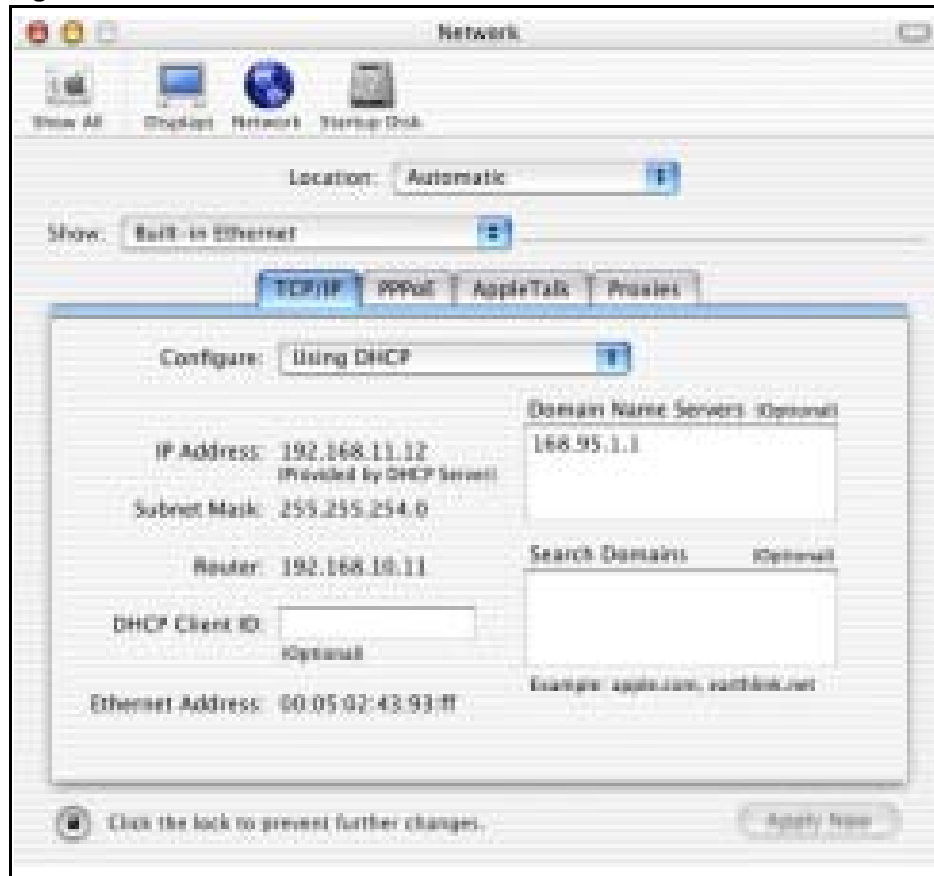 Network
Show All Displays Network Startup Disk
Location: Automatic
Show: Built-in Ethernet
TCP/IP PPPoE AppleTalk Proxies
Configure: Using DHCP
Domain Name Servers (Optional)
168.95.1.1
IP Address: 192.168.11.12
(Provided by DHCP Server)
Subnet Mask: 255.255.254.0
Router: 192.168.10.11
Search Domains (Optional)
DHCP Client ID:
(Optional)
Example: apple.com, earthlink.net
Ethernet Address: 00:05:02:43:93:ff
Click the lock to prevent further changes.
Apply Now